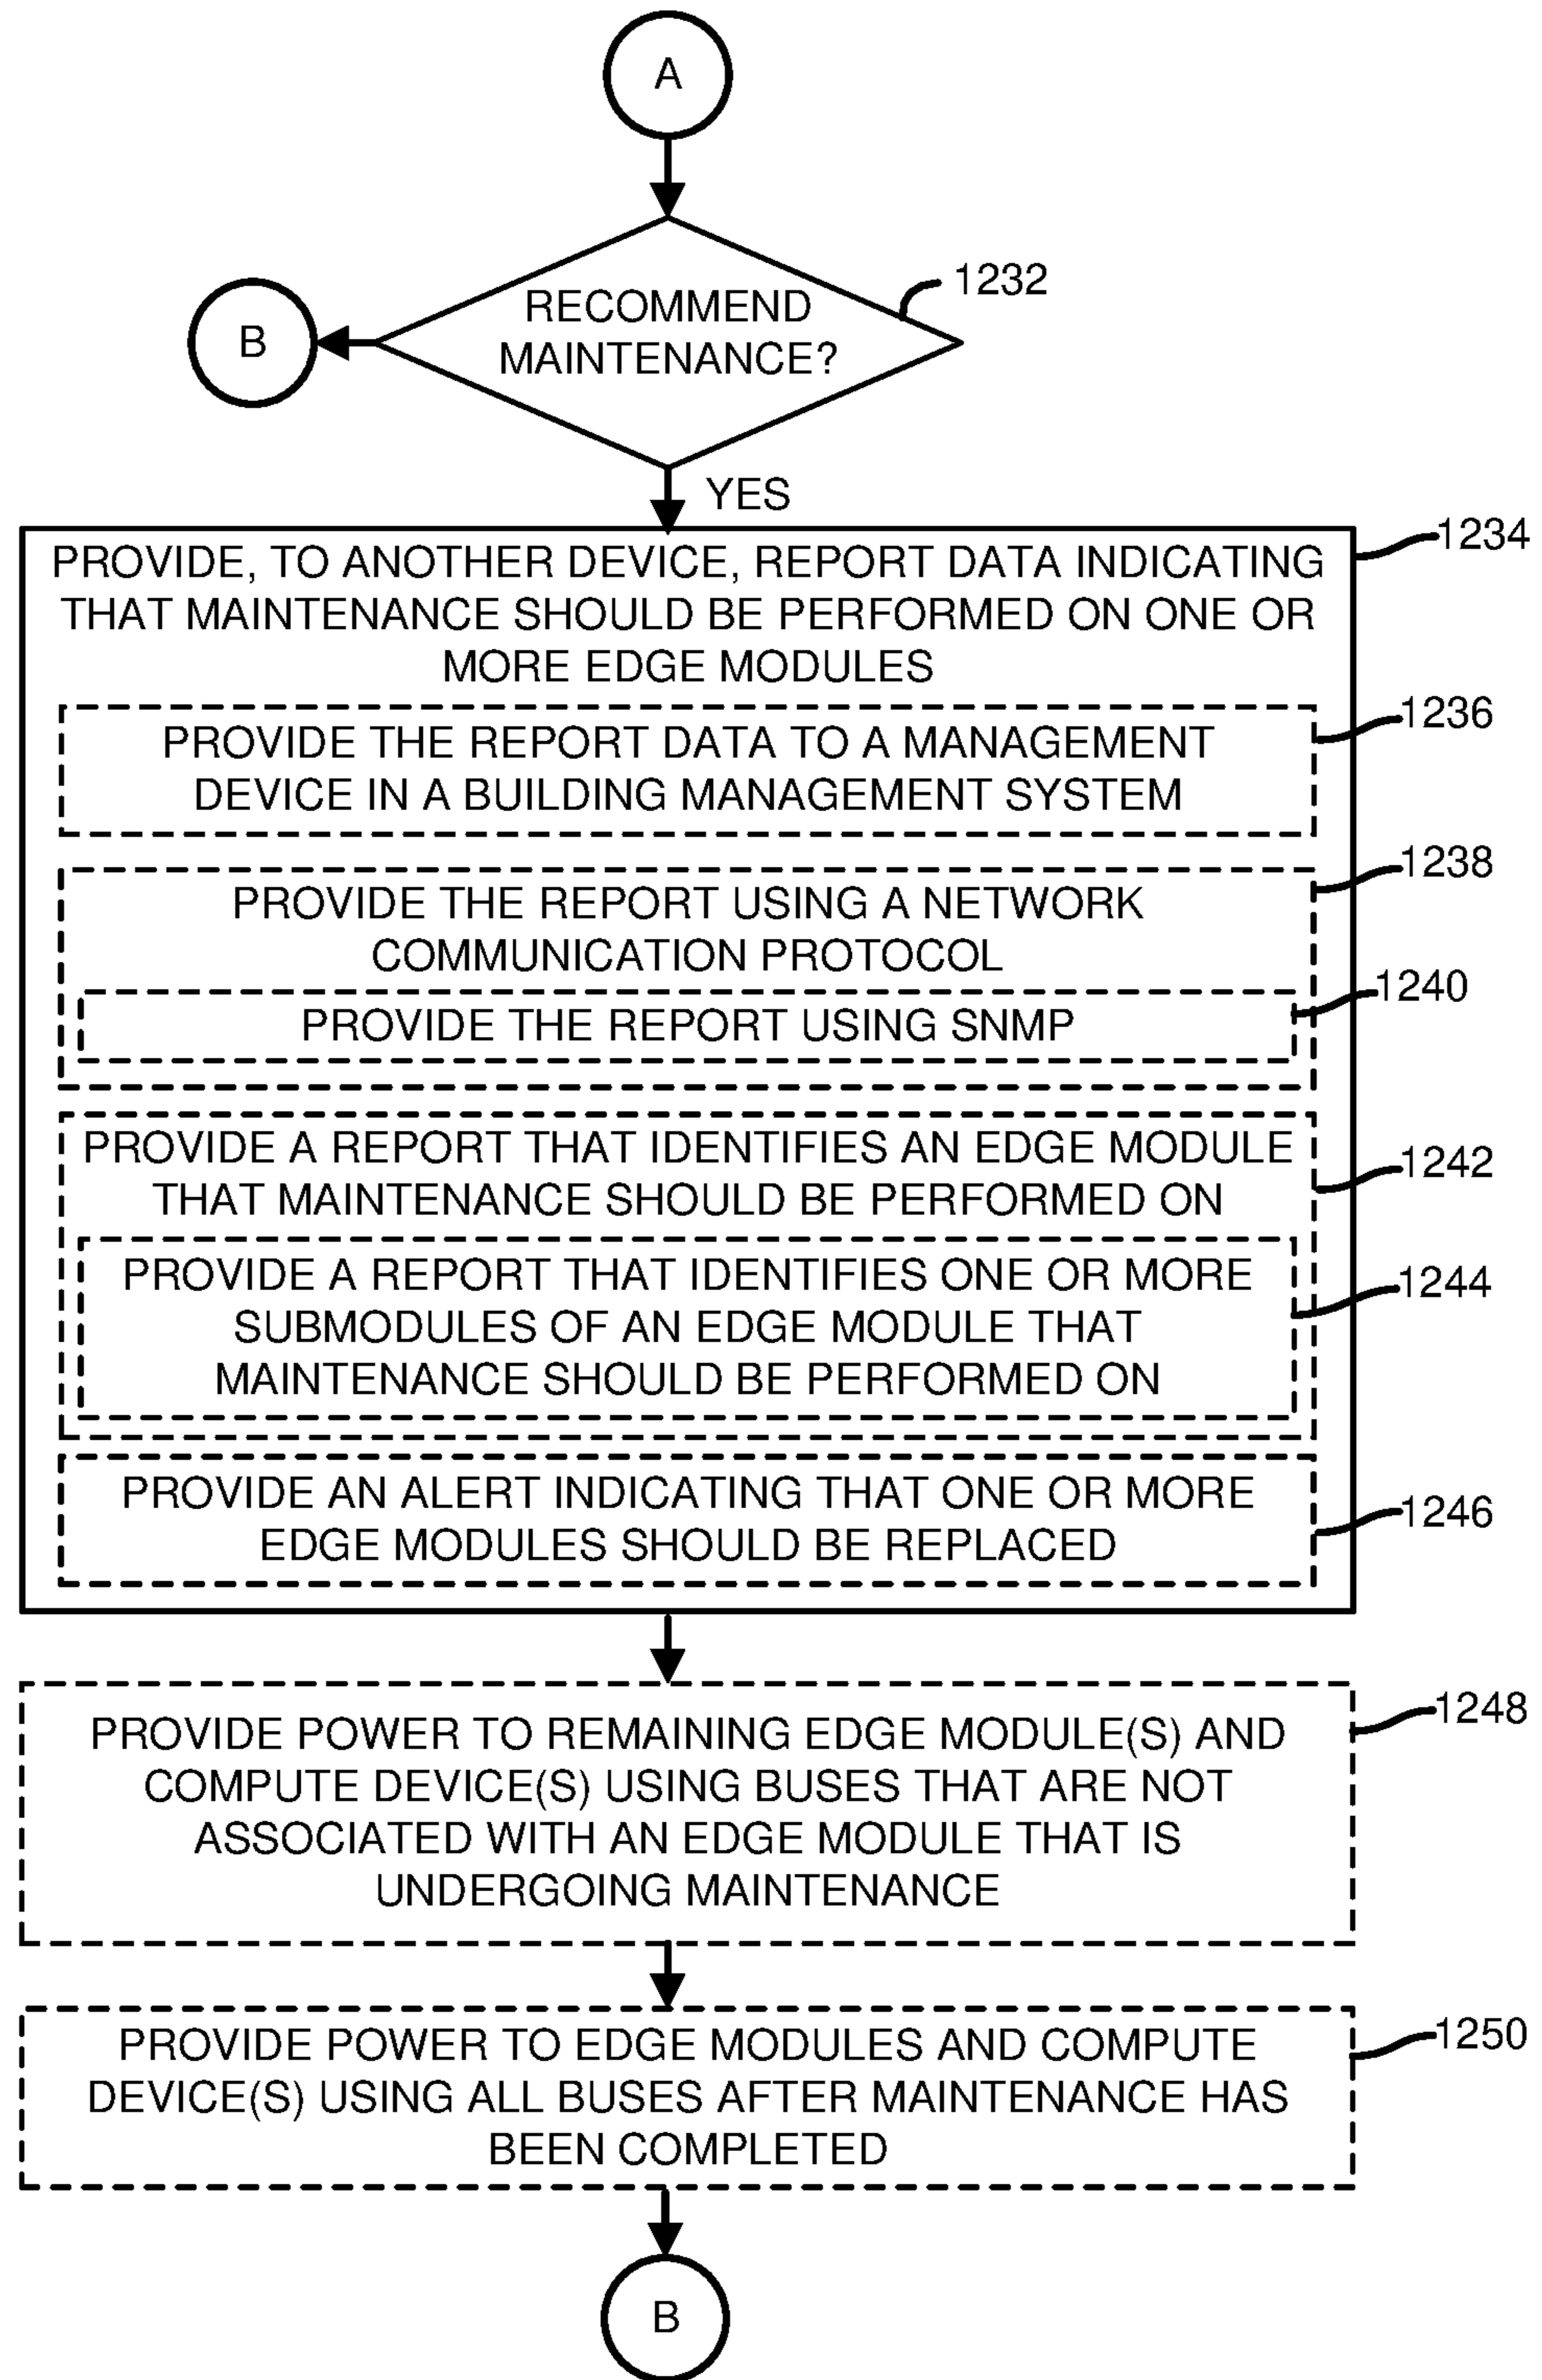 A
1232
RECOMMEND
MAINTENANCE?
B
YES
1234
PROVIDE, TO ANOTHER DEVICE, REPORT DATA INDICATING
THAT MAINTENANCE SHOULD BE PERFORMED ON ONE OR
MORE EDGE MODULES
1236
PROVIDE THE REPORT DATA TO A MANAGEMENT
DEVICE IN A BUILDING MANAGEMENT SYSTEM
1238
PROVIDE THE REPORT USING A NETWORK
COMMUNICATION PROTOCOL
1240
PROVIDE THE REPORT USING SNMP
PROVIDE A REPORT THAT IDENTIFIES AN EDGE MODULE
1242
THAT MAINTENANCE SHOULD BE PERFORMED ON
PROVIDE A REPORT THAT IDENTIFIES ONE OR MORE
1244
SUBMODULES OF AN EDGE MODULE THAT
MAINTENANCE SHOULD BE PERFORMED ON
PROVIDE AN ALERT INDICATING THAT ONE OR MORE
1246
EDGE MODULES SHOULD BE REPLACED
1248
PROVIDE POWER TO REMAINING EDGE MODULE(S) AND
COMPUTE DEVICE(S) USING BUSES THAT ARE NOT
ASSOCIATED WITH AN EDGE MODULE THAT IS
UNDERGOING MAINTENANCE
1250
PROVIDE POWER TO EDGE MODULES AND COMPUTE
DEVICE(S) USING ALL BUSES AFTER MAINTENANCE HAS
BEEN COMPLETED
B